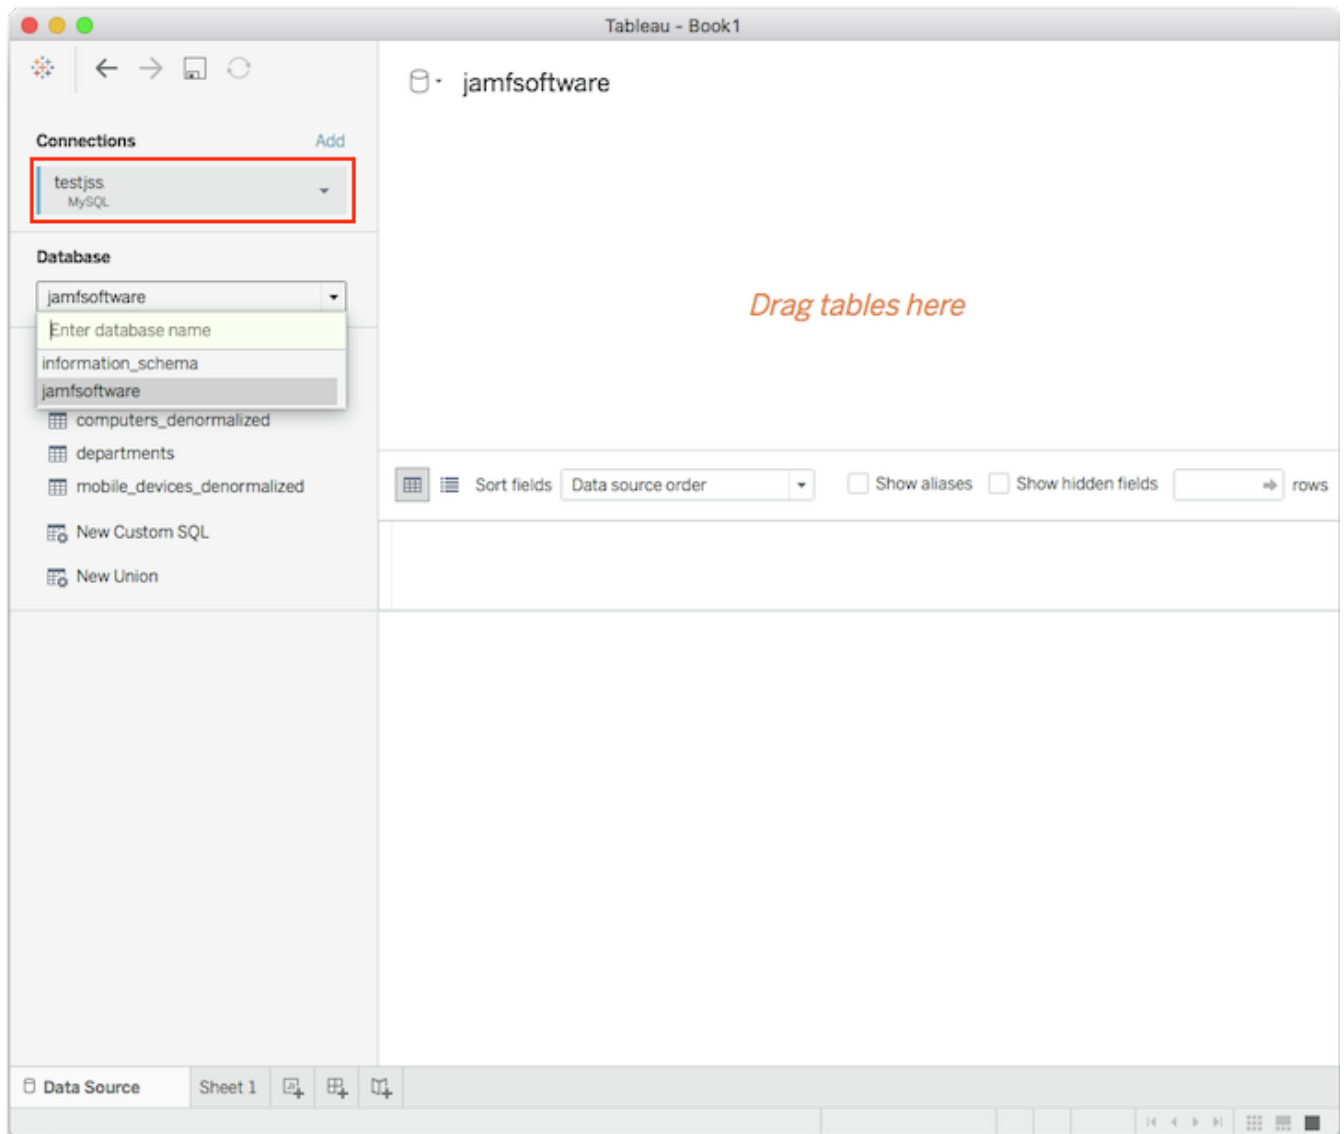 Tableau - Book1
jamfsoftware
Connections
Add
testjss.
MySQL
Database
jamfsoftware
Enter database name
information_schema
jamfsoftware
computers_denormalized
departments
mobile_devices_denormalized
New Custom SQL
New Union
Drag tables here
Sort fields Data source order Show aliases Show hidden fields rows
Data Source Sheet 1